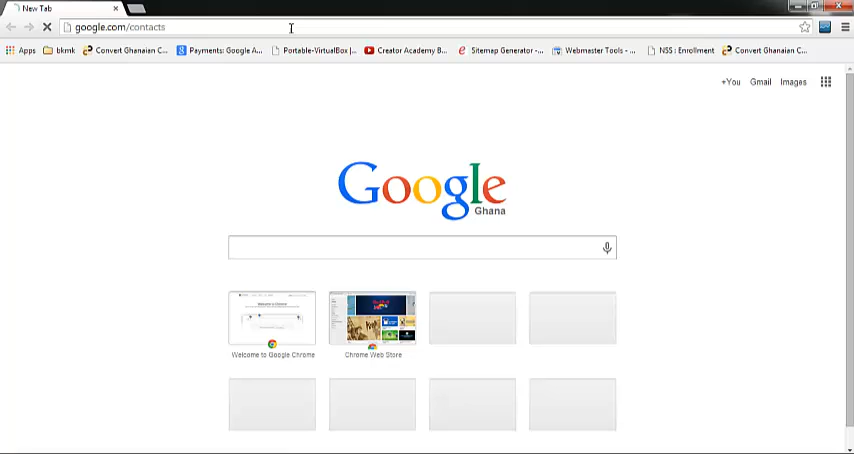 New Tab
google.com/contacts
Apps bkmk Convert Ghanaian C... Payments: Google A... Portable-VirtualBox |... Creator Academy B... Sitemap Generator -... Webmaster Tools - ... NSS : Enrollment Convert Ghanaian C...
+You Gmail Images
Google
Ghana
Welcome to Google Chrome Chrome Web Store